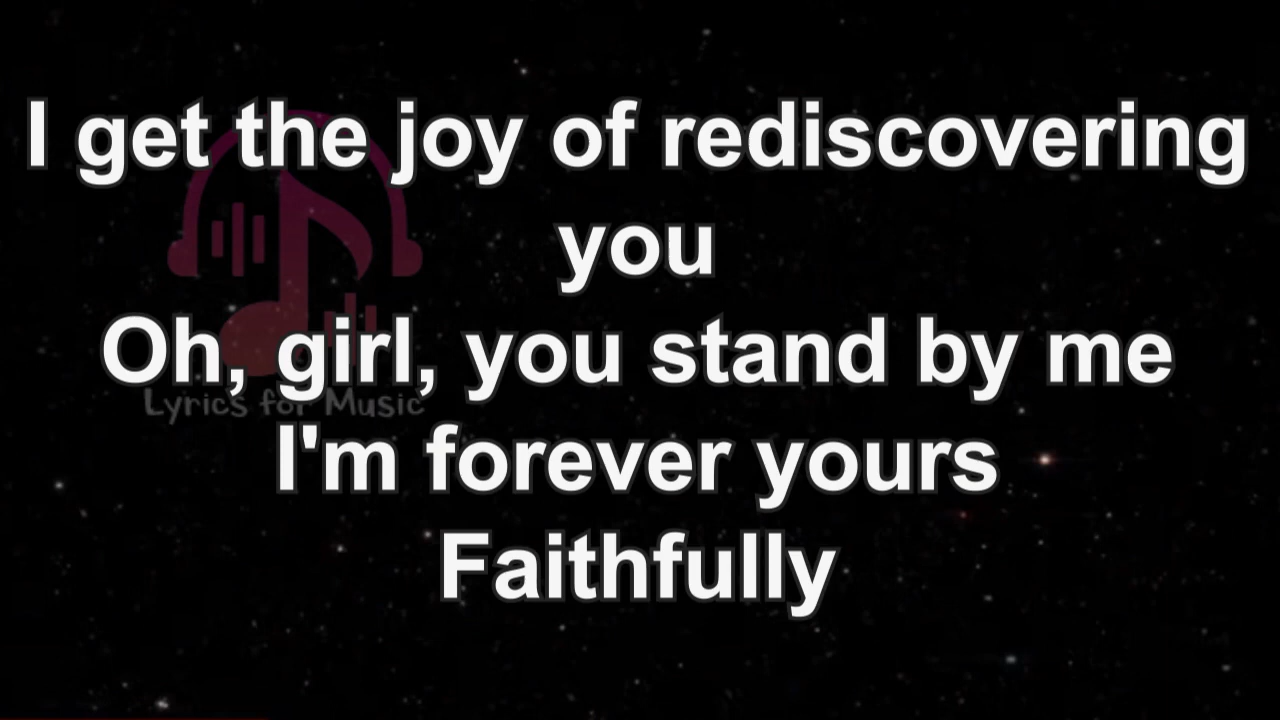 I get the joy of rediscovering
you
Oh, girl, you stand by me
Lyrics for Music
I'm forever yours
Faithfully